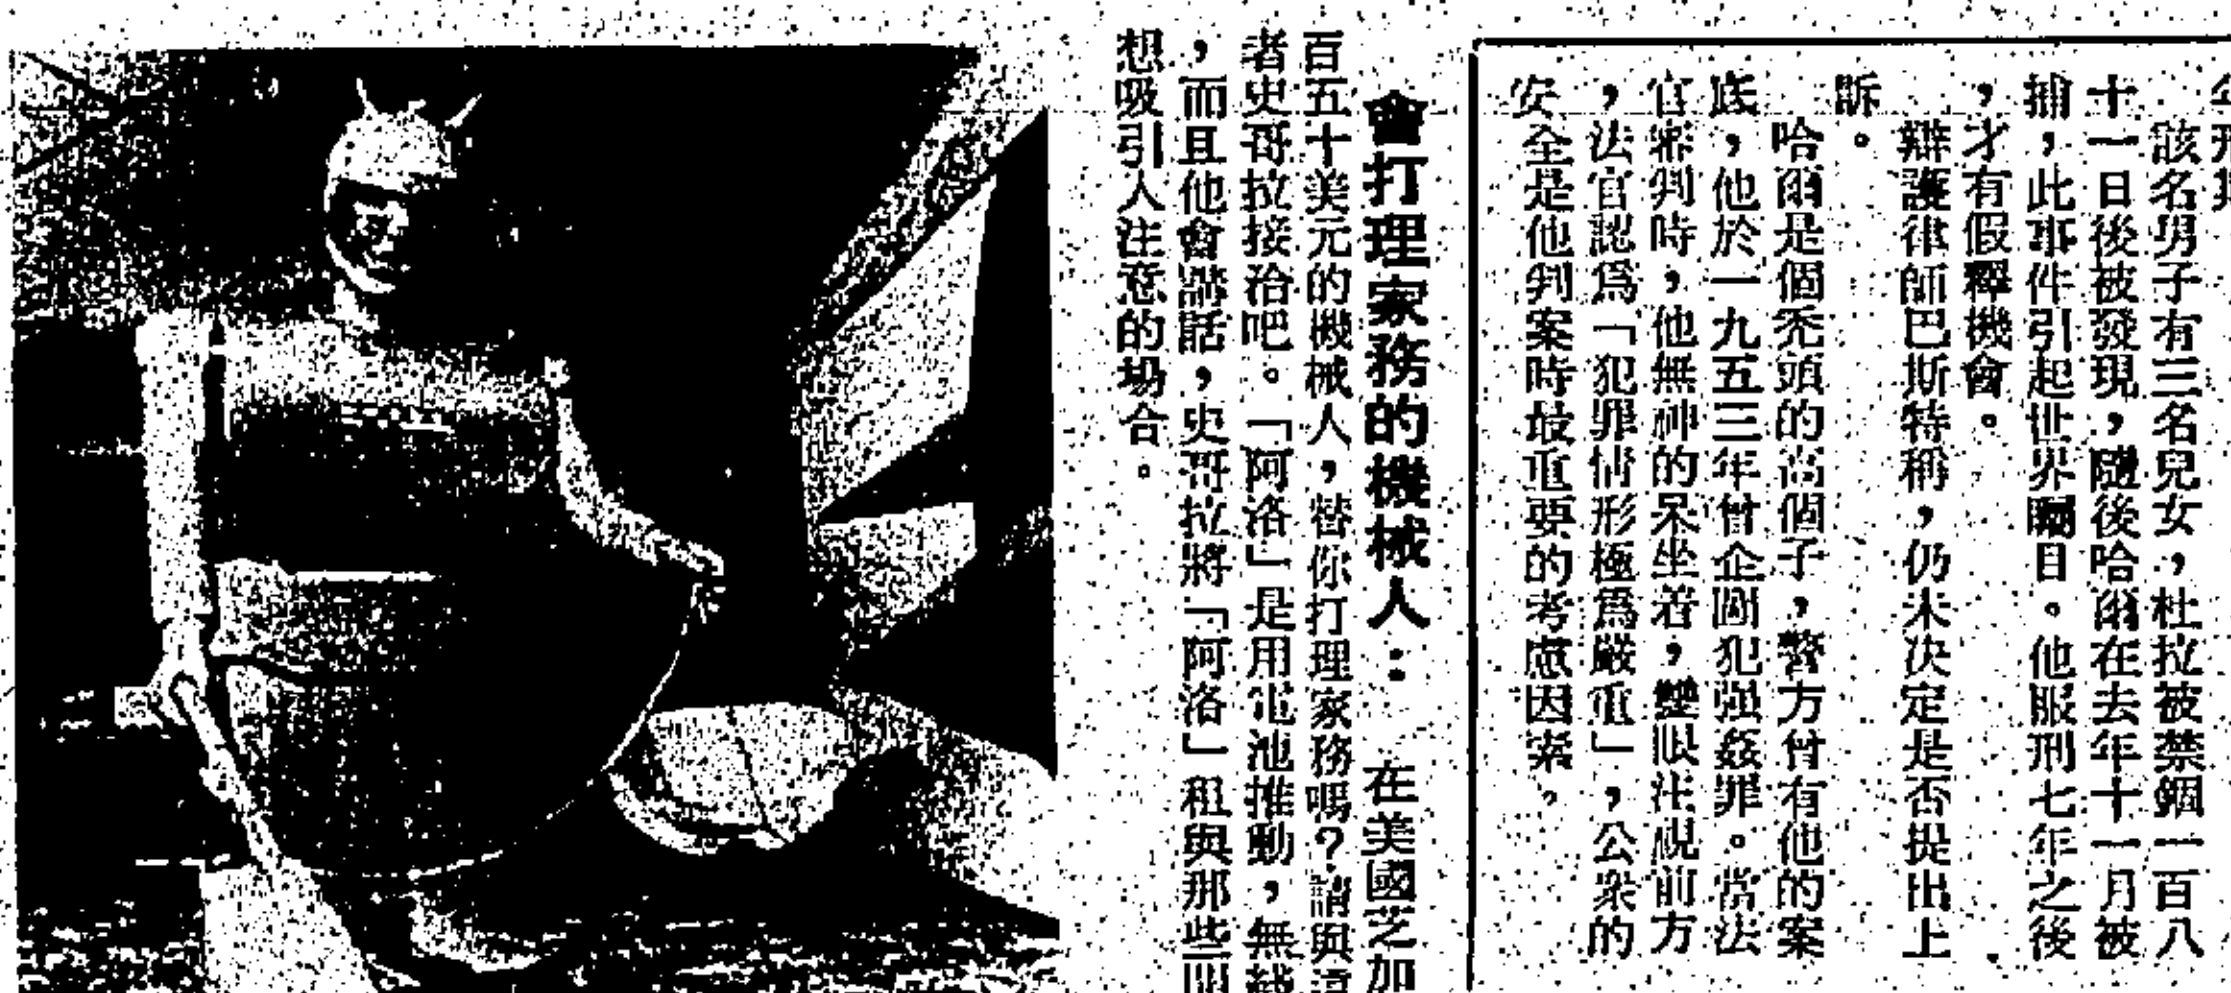 年刑期
該名男子有三名兒女，杜拉被禁錮一百八
十一日後被發現，隨後哈爾在去年十一月被
捕，此事件引起世界矚目。他服刑七年之後
，才有假釋機會。
辯護律師巴斯特稱，仍未決定是否提出上
訴。
哈爾是個禿頭的高個子，警方曾有他的案
底，他於一九五三年曾企圖犯强姦罪。當法
官審判時，他無神的呆坐着，雙眼注視前方
，法官認爲「犯罪情形極爲嚴重」，公衆的
安全是他判案時最重要的考慮因素。
會打理家務的機械人： 在美國芝加
百五十美元的機械人，替你打理家務嗎？請與這
者史哥拉接洽吧。「阿洛」是用電池推動，無綫
，而且他會講話，史哥拉將「阿洛」租與那些
想吸引人注意的場合。